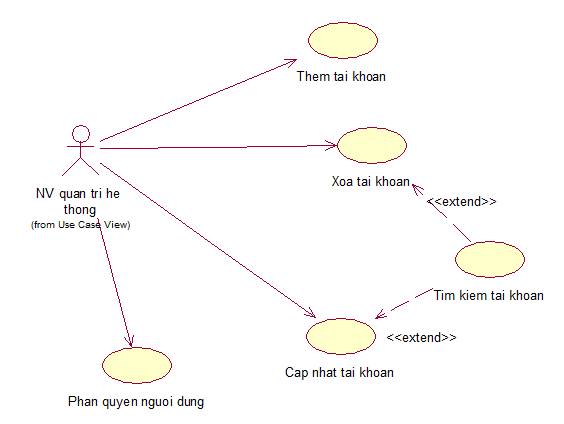 Them tai khoan
Xoa tai khoan
NV quan tri he
thong
(from Use Case View)
<<extend>>
Tim kiem tai khoan
<<extend>>
Cap nhat tai khoan
Phan quyen nguoi dung